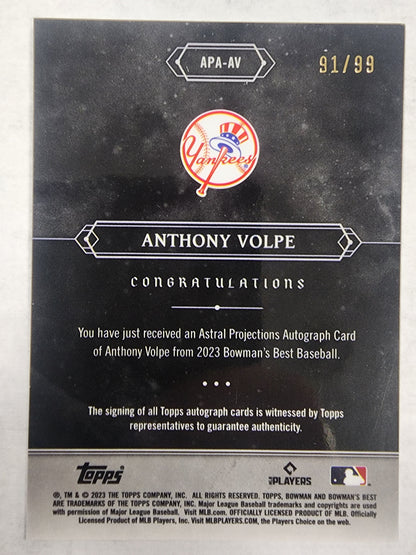 APA-AV
91/99
Yankees
ANTHONY VOLPE
CONGRATULATIONS
You have just received an Astral Projections Autograph Card
of Anthony Volpe from 2023 Bowman's Best Baseball.
The signing of all Topps autograph cards is witnessed by Topps
representatives to guarantee authenticity.
topps
MLB PLAYERS
®, TM & © 2023 THE TOPPS COMPANY, INC. ALL RIGHTS RESERVED. TOPPS, BOWMAN AND BOWMAN'S BEST
ARE TRADEMARKS OF THE TOPPS COMPANY, INC. Major League Baseball trademarks and copyrights are used
with permission of Major League Baseball. Visit MLB.com. OFFICIALLY LICENSED PRODUCT OF MLB. Officially
Licensed Product of MLB Players, Inc. Visit MLBPLAYERS.com, the Players Choice on the web.